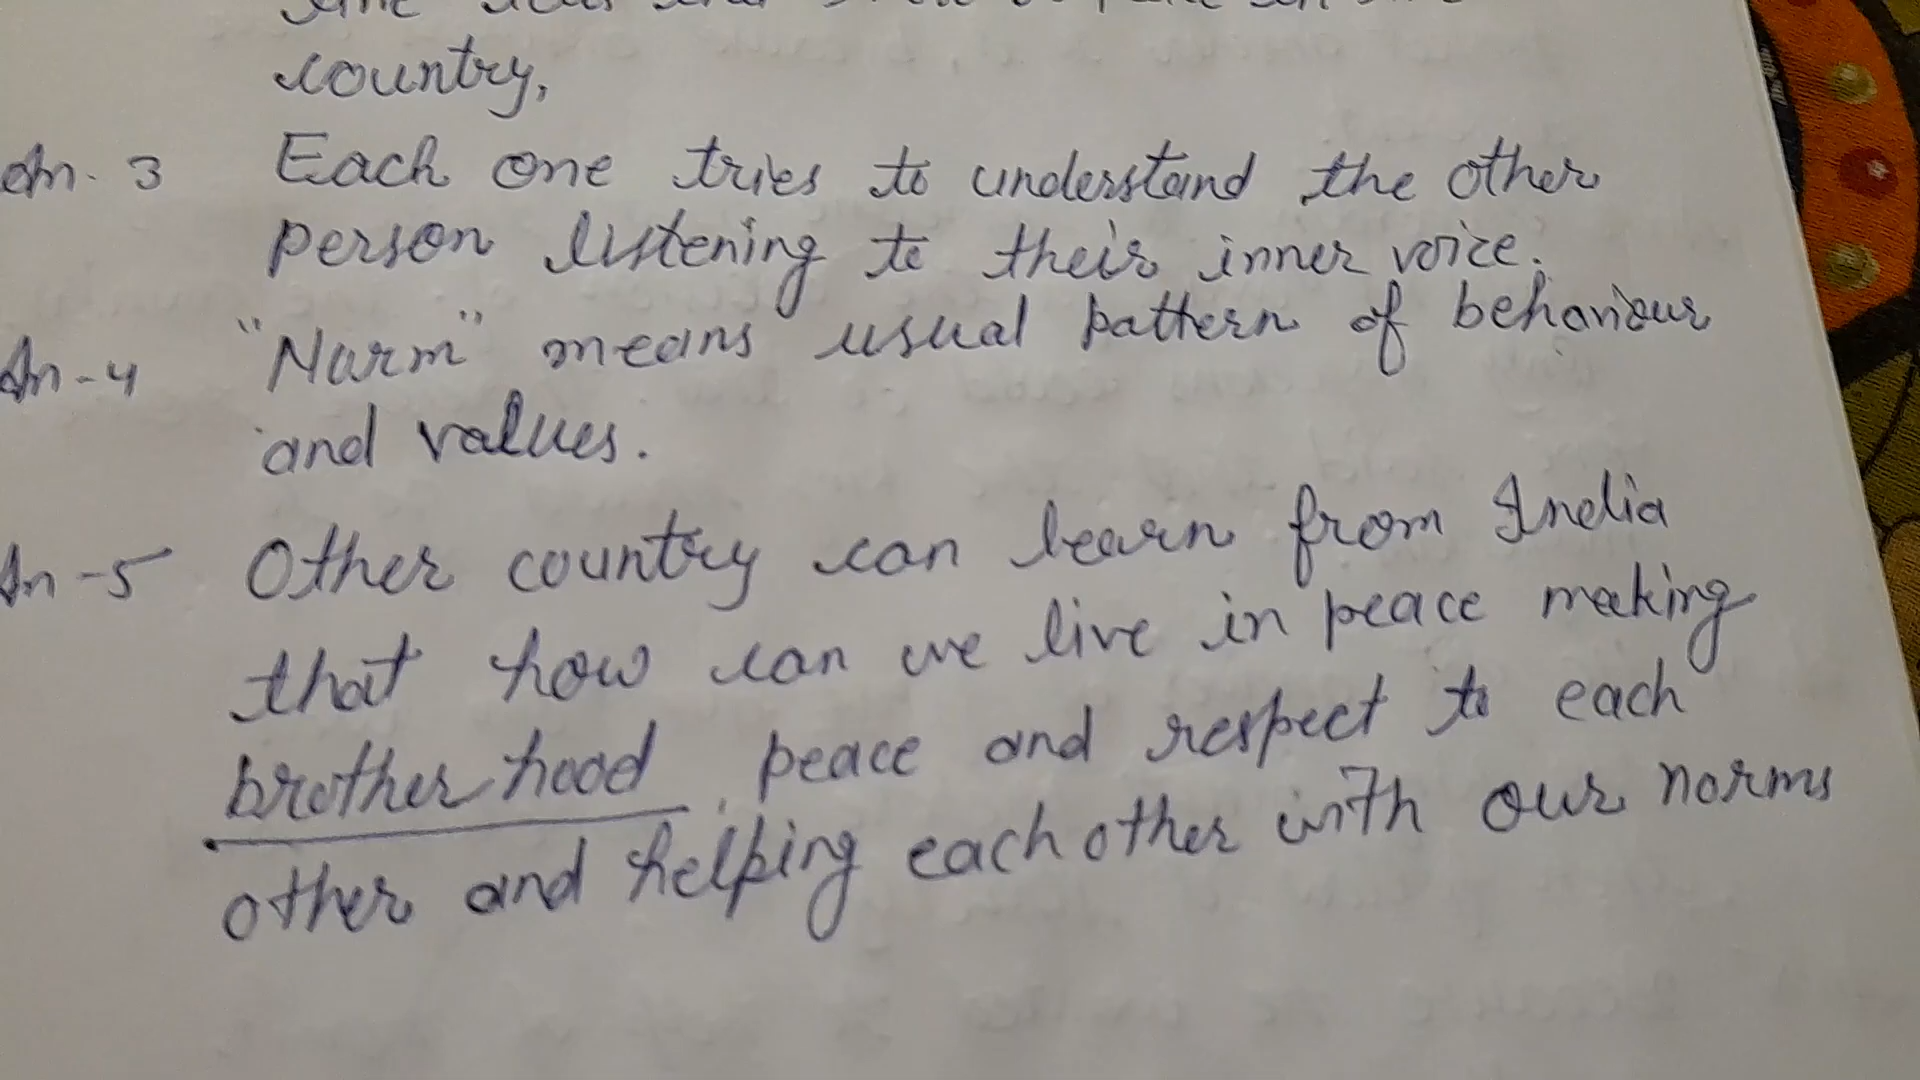 country,
An. 3 Each one tries to understand the other
person listening to their inner voice.
An-4 "Narm" means usual pattern of behaviour
and values.
An-5 Other country can learn from India
that how can we live in peace making
brotherhood, peace and respect to each
other and helping each other with our norms